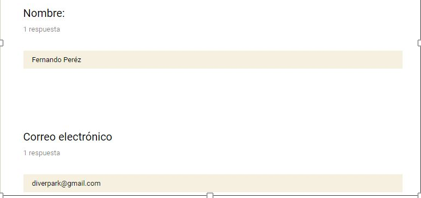 Nombre:
1 respuesta
Fernando Peréz
Correo electrónico
1 respuesta
diverpark@gmail.com